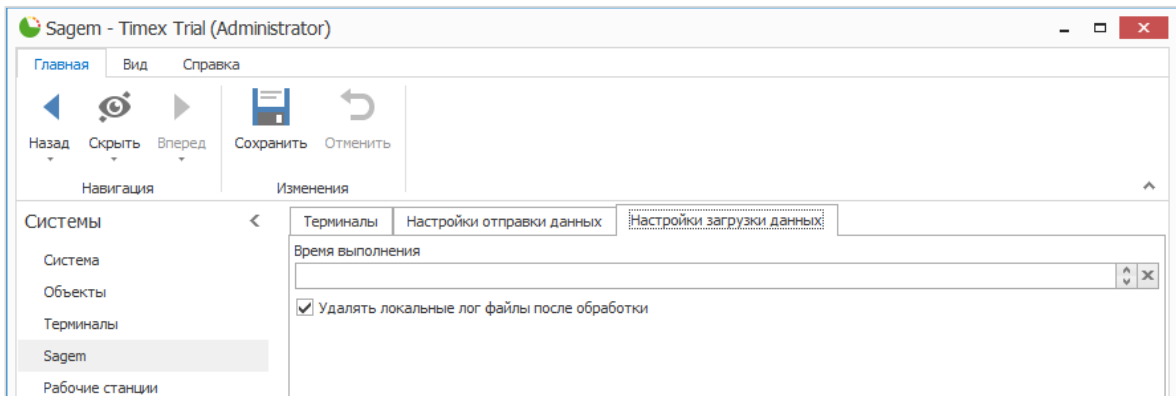 Sagem - Timex Trial (Administrator)
Главная Вид Справка
Назад Скрыть Вперед Сохранить Отменить
Навигация Изменения
Системы Терминалы Настройки отправки данных Настройки загрузки данных
Время выполнения
Система
Удалять локальные лог файлы после обработки
Объекты
Терминалы
Sagem
Рабочие станции